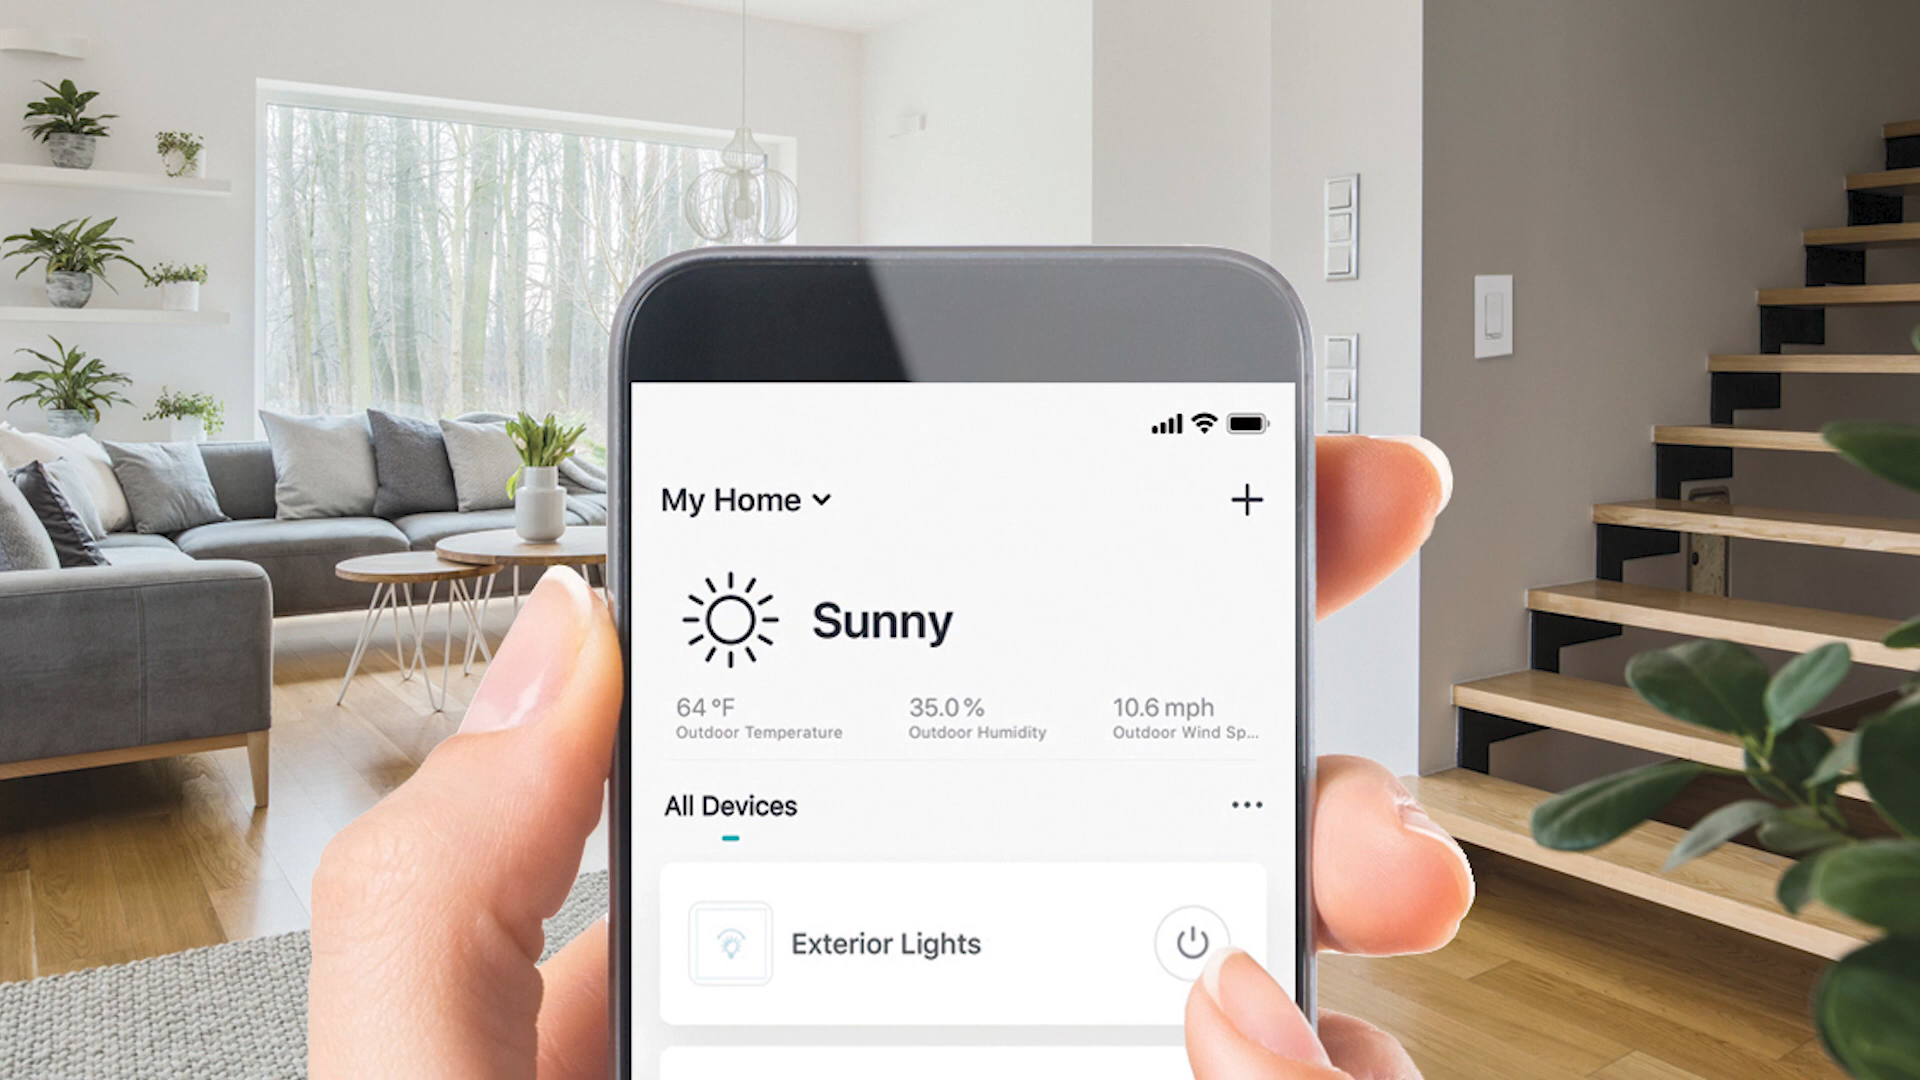 My Home
Sunny
64 °F
35.0 %
10.6 mph
Outdoor Temperature
Outdoor Humidity
Outdoor Wind Sp...
All Devices
Exterior Lights